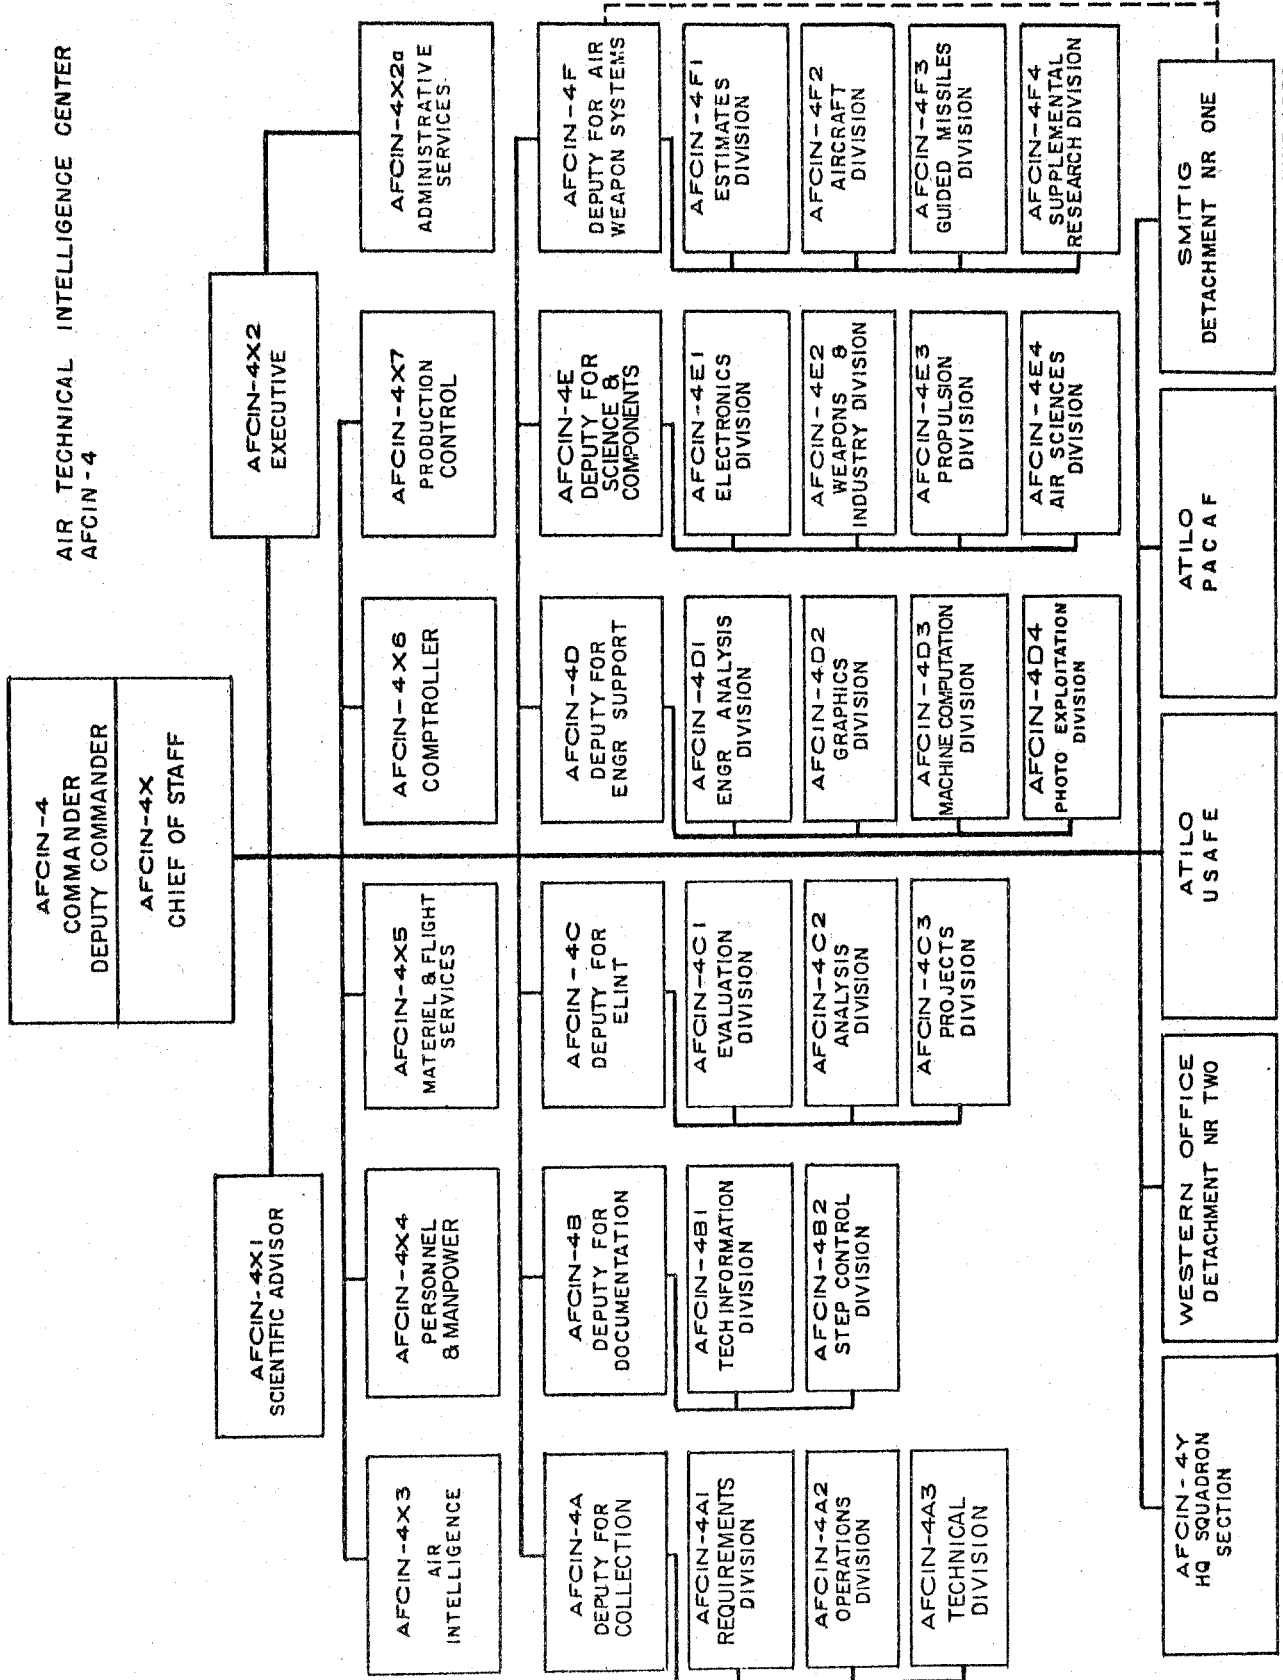 AIR TECHNICAL INTELLIGENCE CENTER
AFCIN-4
AFCIN-4
COMMANDER
DEPUTY COMMANDER
AFCIN-4X
CHIEF OF STAFF
AFCIN-4X1
SCIENTIFIC ADVISOR
AFCIN-4X2
EXECUTIVE
AFCIN-4X3
AIR
INTELLIGENCE
AFCIN-4X4
PERSONNEL
& MANPOWER
AFCIN-4X5
MATERIEL & FLIGHT
SERVICES
AFCIN-4X6
COMPTROLLER
AFCIN-4X7
PRODUCTION
CONTROL
AFCIN-4X2a
ADMINISTRATIVE
SERVICES
AFCIN-4A
DEPUTY FOR
COLLECTION
AFCIN-4B
DEPUTY FOR
DOCUMENTATION
AFCIN-4C
DEPUTY FOR
ELINT
AFCIN-4D
DEPUTY FOR
ENGR SUPPORT
AFCIN-4E
DEPUTY FOR
SCIENCE &
COMPONENTS
AFCIN-4F
DEPUTY FOR AIR
WEAPON SYSTEMS
AFCIN-4A1
REQUIREMENTS
DIVISION
AFCIN-4B1
TECH INFORMATION
DIVISION
AFCIN-4C1
EVALUATION
DIVISION
AFCIN-4D1
ENGR ANALYSIS
DIVISION
AFCIN-4E1
ELECTRONICS
DIVISION
AFCIN-4F1
ESTIMATES
DIVISION
AFCIN-4A2
OPERATIONS
DIVISION
AFCIN-4B2
STEP CONTROL
DIVISION
AFCIN-4C2
ANALYSIS
DIVISION
AFCIN-4D2
GRAPHICS
DIVISION
AFCIN-4E2
WEAPONS &
INDUSTRY DIVISION
AFCIN-4F2
AIRCRAFT
DIVISION
AFCIN-4A3
TECHNICAL
DIVISION
AFCIN-4C3
PROJECTS
DIVISION
AFCIN-4D3
MACHINE COMPUTATION
DIVISION
AFCIN-4E3
PROPULSION
DIVISION
AFCIN-4F3
GUIDED MISSILES
DIVISION
AFCIN-4D4
PHOTO EXPLOITATION
DIVISION
AFCIN-4E4
AIR SCIENCES
DIVISION
AFCIN-4F4
SUPPLEMENTAL
RESEARCH DIVISION
AFCIN-4Y
HQ SQUADRON
SECTION
WESTERN OFFICE
DETACHMENT NR TWO
ATILO
USAFE
ATILO
PACAF
SMITIG
DETACHMENT NR ONE